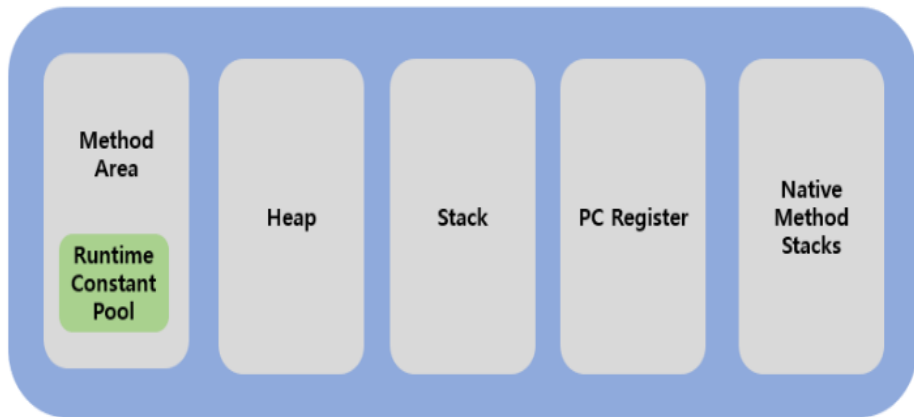 Method
Area
Runtime
Constant
Pool
Heap
Stack
PC Register
Native
Method
Stacks